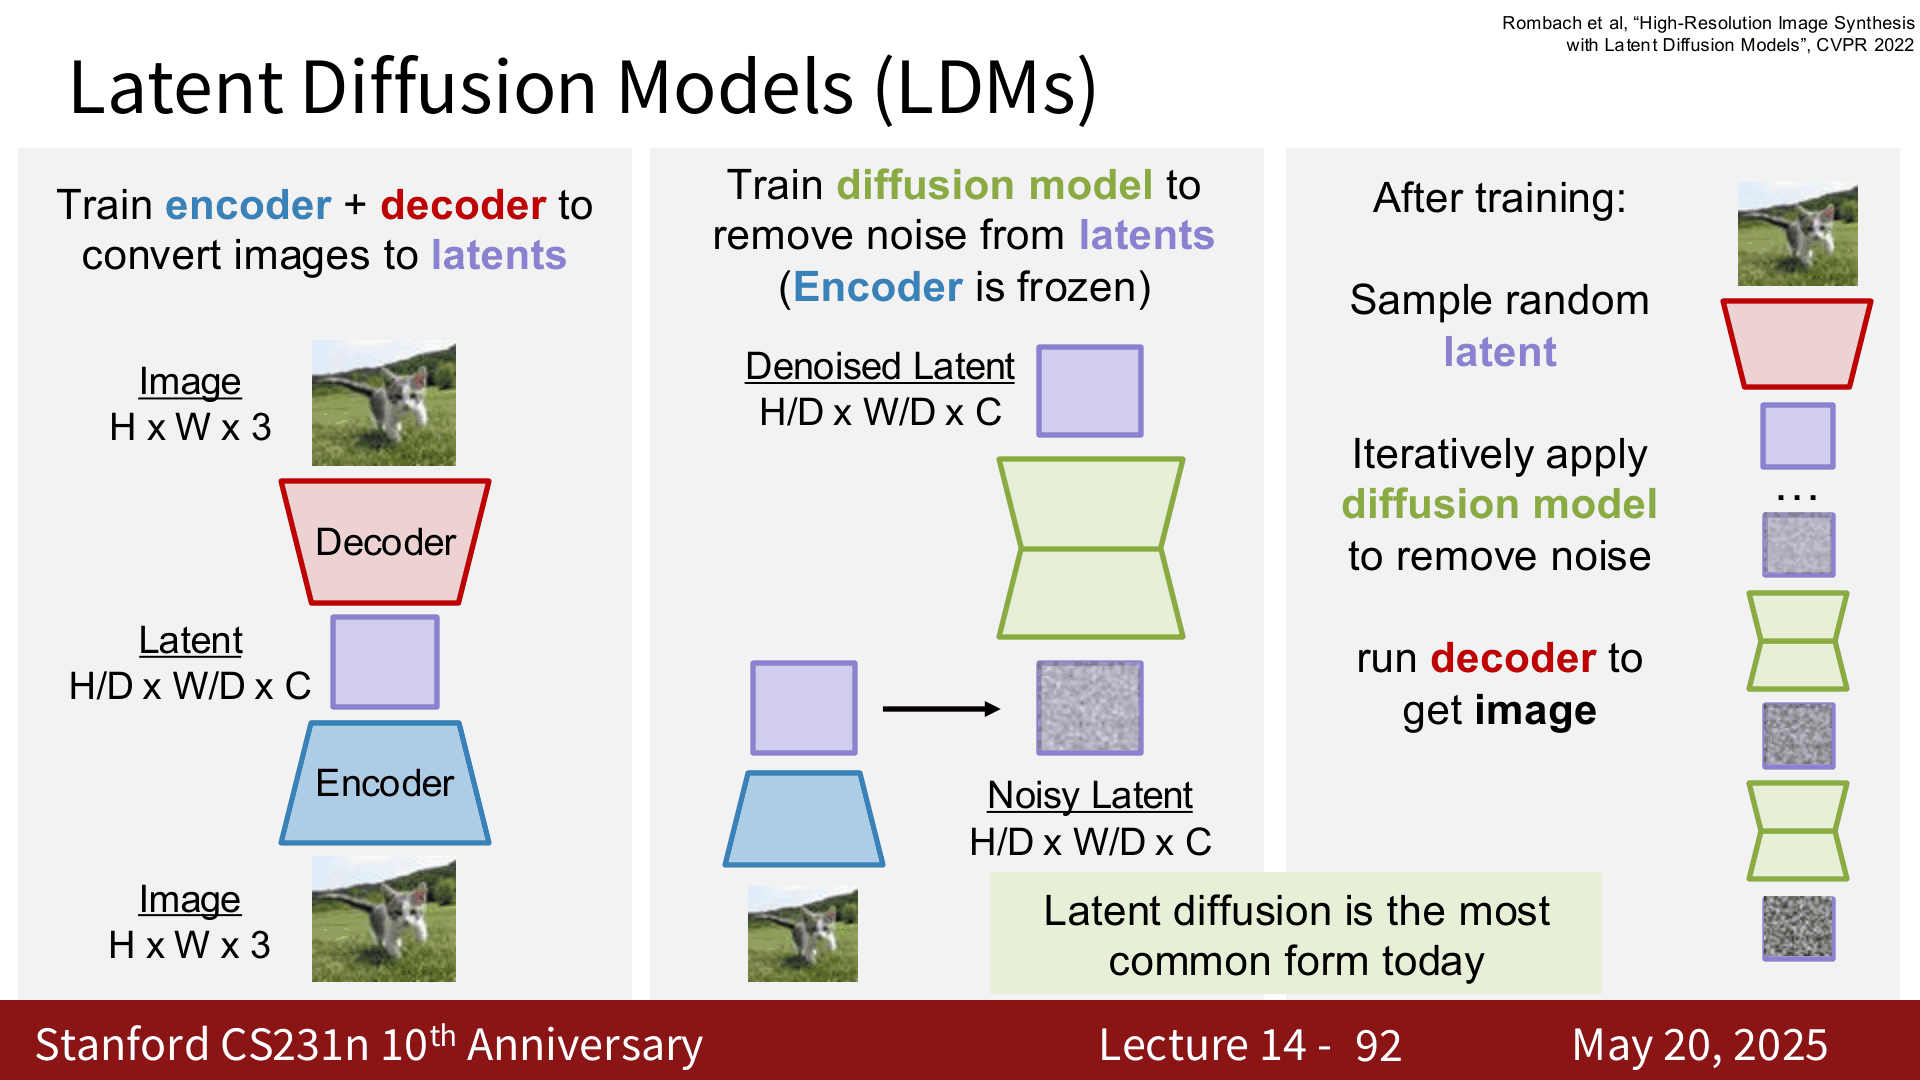 Rombach et al, “High-Resolution Image Synthesis
with Latent Diffusion Models”, CVPR 2022
Latent Diffusion Models (LDMs)
Train encoder + decoder to
convert images to latents
Image
H x W x 3
Decoder
Latent
H/D x W/D x C
Encoder
Image
H x W x 3
Train diffusion model to
remove noise from latents
(Encoder is frozen)
Denoised Latent
H/D x W/D x C
Noisy Latent
H/D x W/D x C
After training:
Sample random
latent
Iteratively apply
diffusion model
to remove noise
run decoder to
get image
...
Latent diffusion is the most
common form today
Stanford CS231n 10th Anniversary
Lecture 14 - 92
May 20, 2025